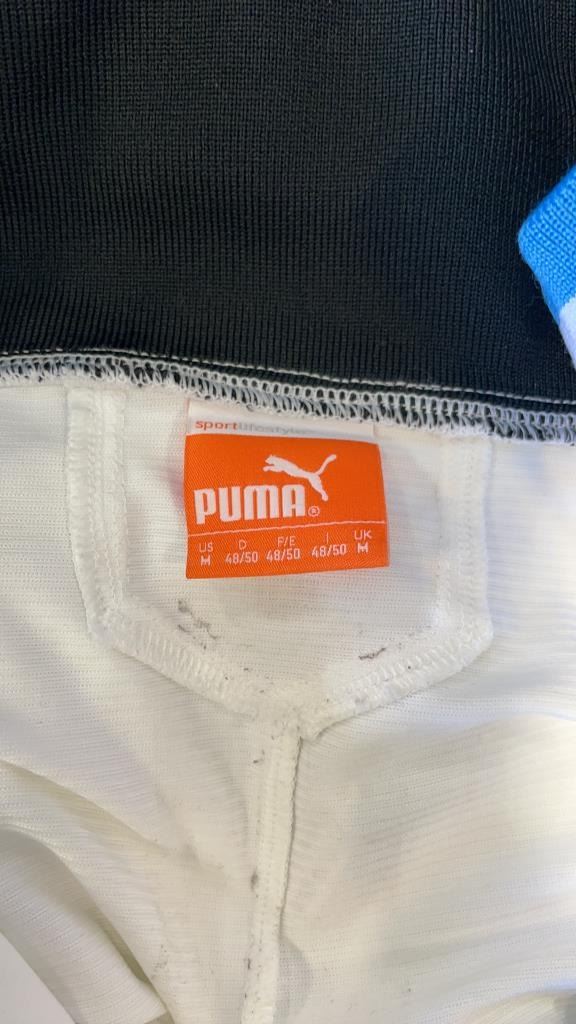 sportlifestyle
PUMA®
US D F/E I UK
M 48/50 48/50 48/50 M